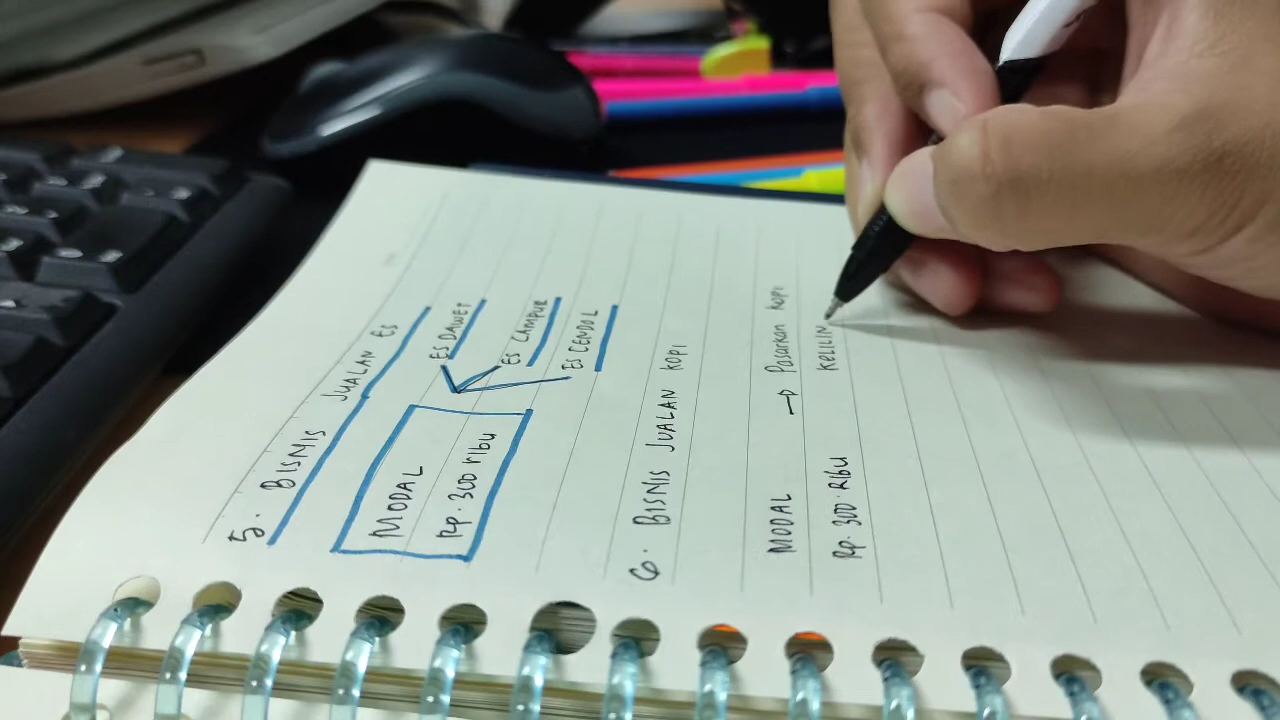 5. BISNIS JUALAN ES
MODAL
Rp. 300 ribu
ES DAWET
ES CAMPUR
ES CENDOL
6. BISNIS JUALAN KOPI
MODAL → Pasarkan KOPI
Rp. 300. RIBU KELILIN